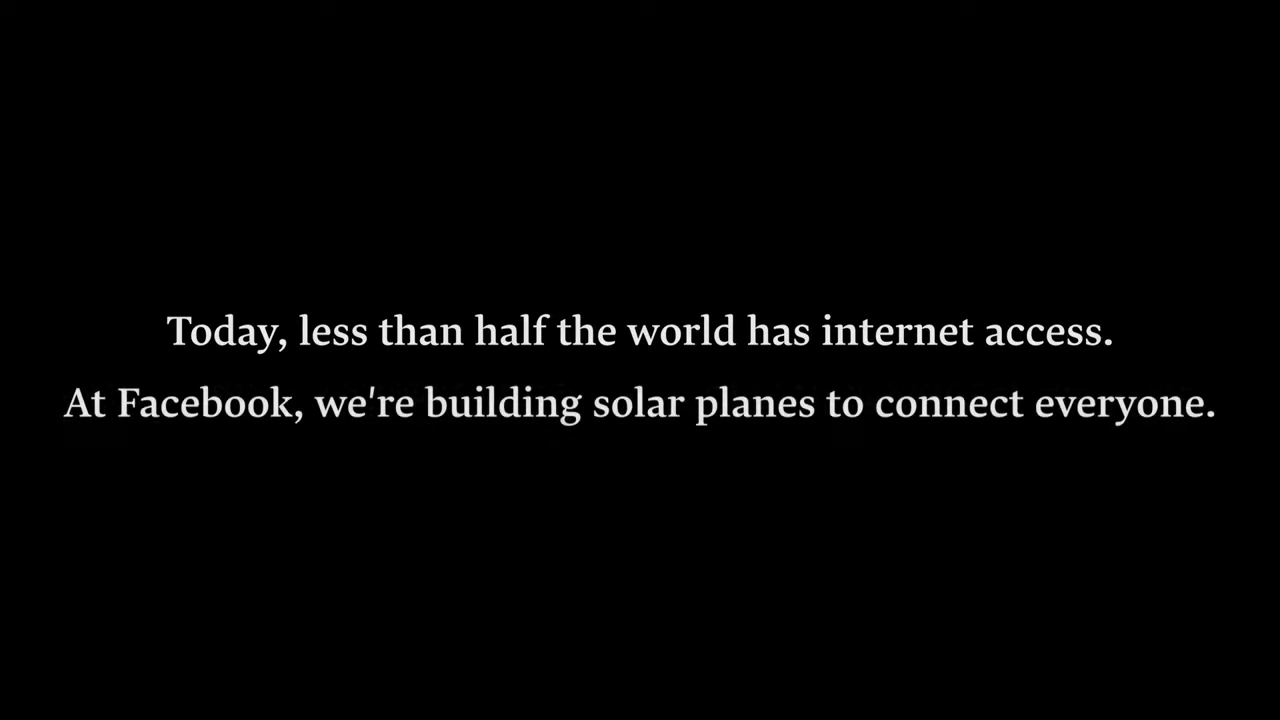 Today, less than half the world has internet access.
At Facebook, we're building solar planes to connect everyone.